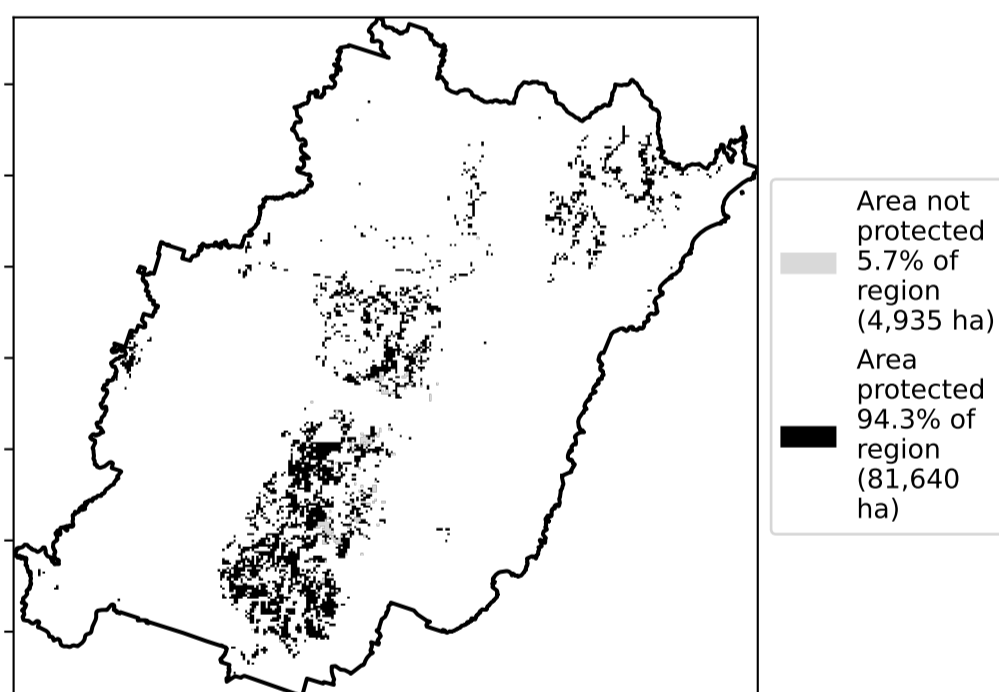 Area not
protected
5.7% of
region
(4,935 ha)
Area
protected
94.3% of
region
(81,640
ha)